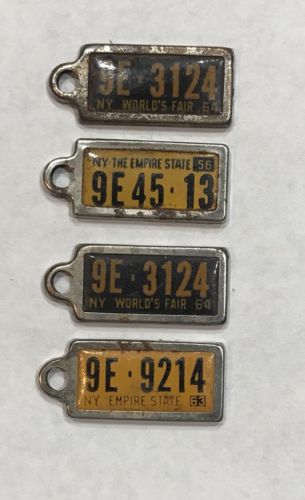 9E 3124
NY WORLD'S FAIR 64
NY·THE EMPIRE STATE 56
9E 45·13
9E·3124
NY WORLD'S FAIR 64
9E·9214
NY EMPIRE STATE 63